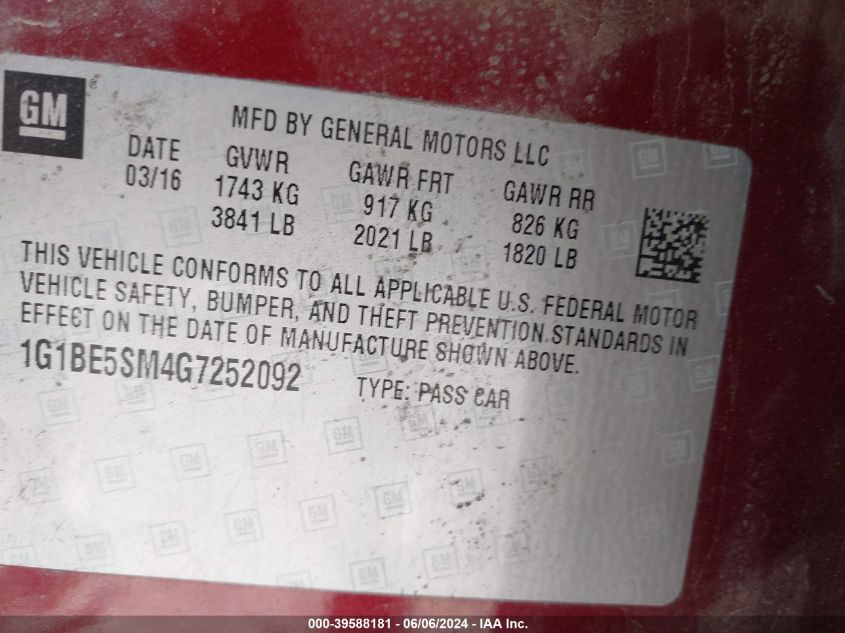 GM
MFD BY GENERAL MOTORS LLC
DATE GVWR GAWR FRT GAWR RR
03/16 1743 KG 917 KG 826 KG
3841 LB 2021 LB 1820 LB
THIS VEHICLE CONFORMS TO ALL APPLICABLE U.S. FEDERAL MOTOR
VEHICLE SAFETY, BUMPER, AND THEFT PREVENTION STANDARDS IN
EFFECT ON THE DATE OF MANUFACTURE SHOWN ABOVE.
1G1BE5SM4G7252092 TYPE: PASS CAR
000-39588181 - 06/06/2024 - IAA Inc.